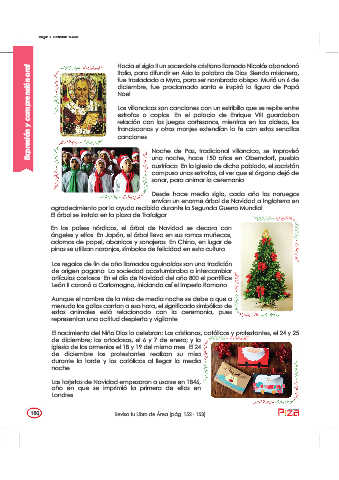 Expresión y comprensión oral
Hacia el siglo II un sacerdote cristiano llamado Nicolás abandonó
Italia, para difundir en Asia la palabra de Dios. Siendo misionero,
fue trasladado a Myra, para ser nombrado obispo. Murió un 6 de
diciembre, fue proclamado santo e inspiró la figura de Papá
Noel
Los villancicos son canciones con un estribillo que se repite entre
estrofas o coplas. En el palacio de Enrique VIII guardaban
relación con los juegos cortesanos, mientras en las aldeas, los
franciscanos y otros monjes extendían la fe con estas sencillas
canciones
Noche de Paz, tradicional villancico, se improvisó
una noche, hace 150 años en Oberndorf, pueblo
austríaco. En la iglesia de dicho poblado, el sacristán
compuso unas estrofas, al ver que el órgano dejó de
sonar, para animar la ceremonia
Desde hace medio siglo, cada año los noruegos
envían un enorme árbol de Navidad a Inglaterra en
agradecimiento por la ayuda recibida durante la Segunda Guerra Mundial.
El árbol se instala en la plaza de Trafalgar
En los países nórdicos, el árbol de Navidad se decora con
ángeles y elfos. En Japón, el árbol lleva en sus ramas muñecas,
adornos de papel, abanicos y sonajeros. En China, en lugar de
pinos se utilizan naranjos, símbolos de felicidad en esta cultura
Los regalos de fin de año llamados aguinaldos son una tradición
de origen pagano. La sociedad acostumbraba a intercambiar
artículos costosos. En el día de Navidad del año 800 el pontífice
León II coronó a Carlomagno, iniciando así el Imperio Romano
Aunque el nombre de la misa de media noche se debe a que a
menudo los gallos cantan a esa hora, el significado simbólico de
estos animales está relacionado con la ceremonia, pues
representan una actitud despierta y vigilante
El nacimiento del Niño Dios lo celebran: Los cristianos, católicos y protestantes, el 24 y 25
de diciembre; los ortodoxos, el 6 y 7 de enero; y la
iglesia de los armenios el 18 y 19 del mismo mes. El 24
de diciembre los protestantes realizan su misa
durante la tarde y los católicos al llegar la media
noche
Las tarjetas de Navidad empezaron a usarse en 1846,
año en que se imprimió la primera de ellas en
Londres
180
Revisa tu Libro de Área (pág. 152 - 153)